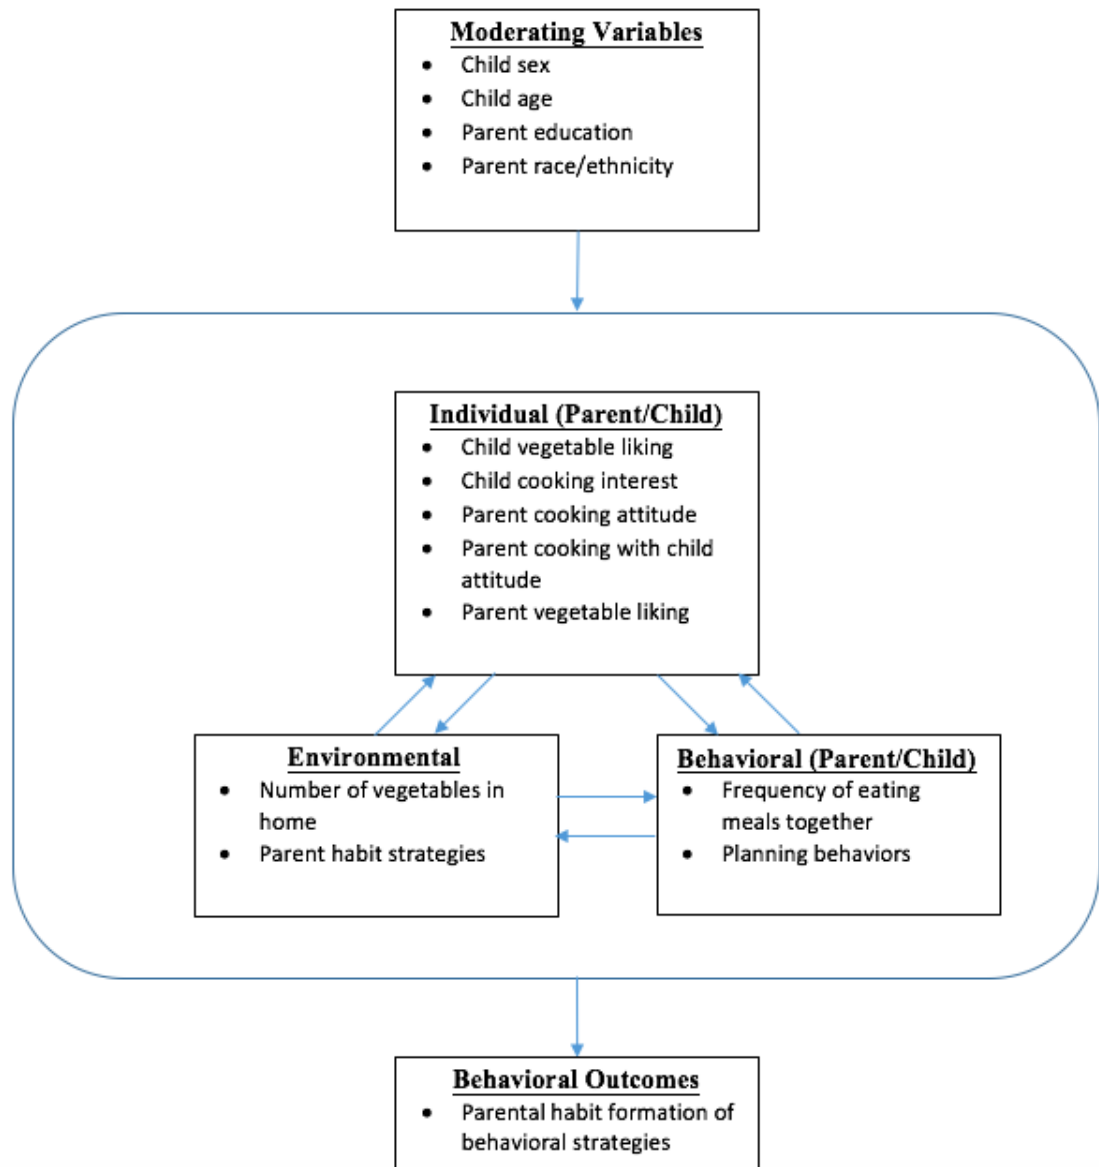 Moderating Variables
• Child sex
• Child age
• Parent education
• Parent race/ethnicity
Individual (Parent/Child)
• Child vegetable liking
• Child cooking interest
• Parent cooking attitude
• Parent cooking with child
attitude
• Parent vegetable liking
Environmental
• Number of vegetables in
home
• Parent habit strategies
Behavioral (Parent/Child)
• Frequency of eating
meals together
• Planning behaviors
Behavioral Outcomes
• Parental habit formation of
behavioral strategies